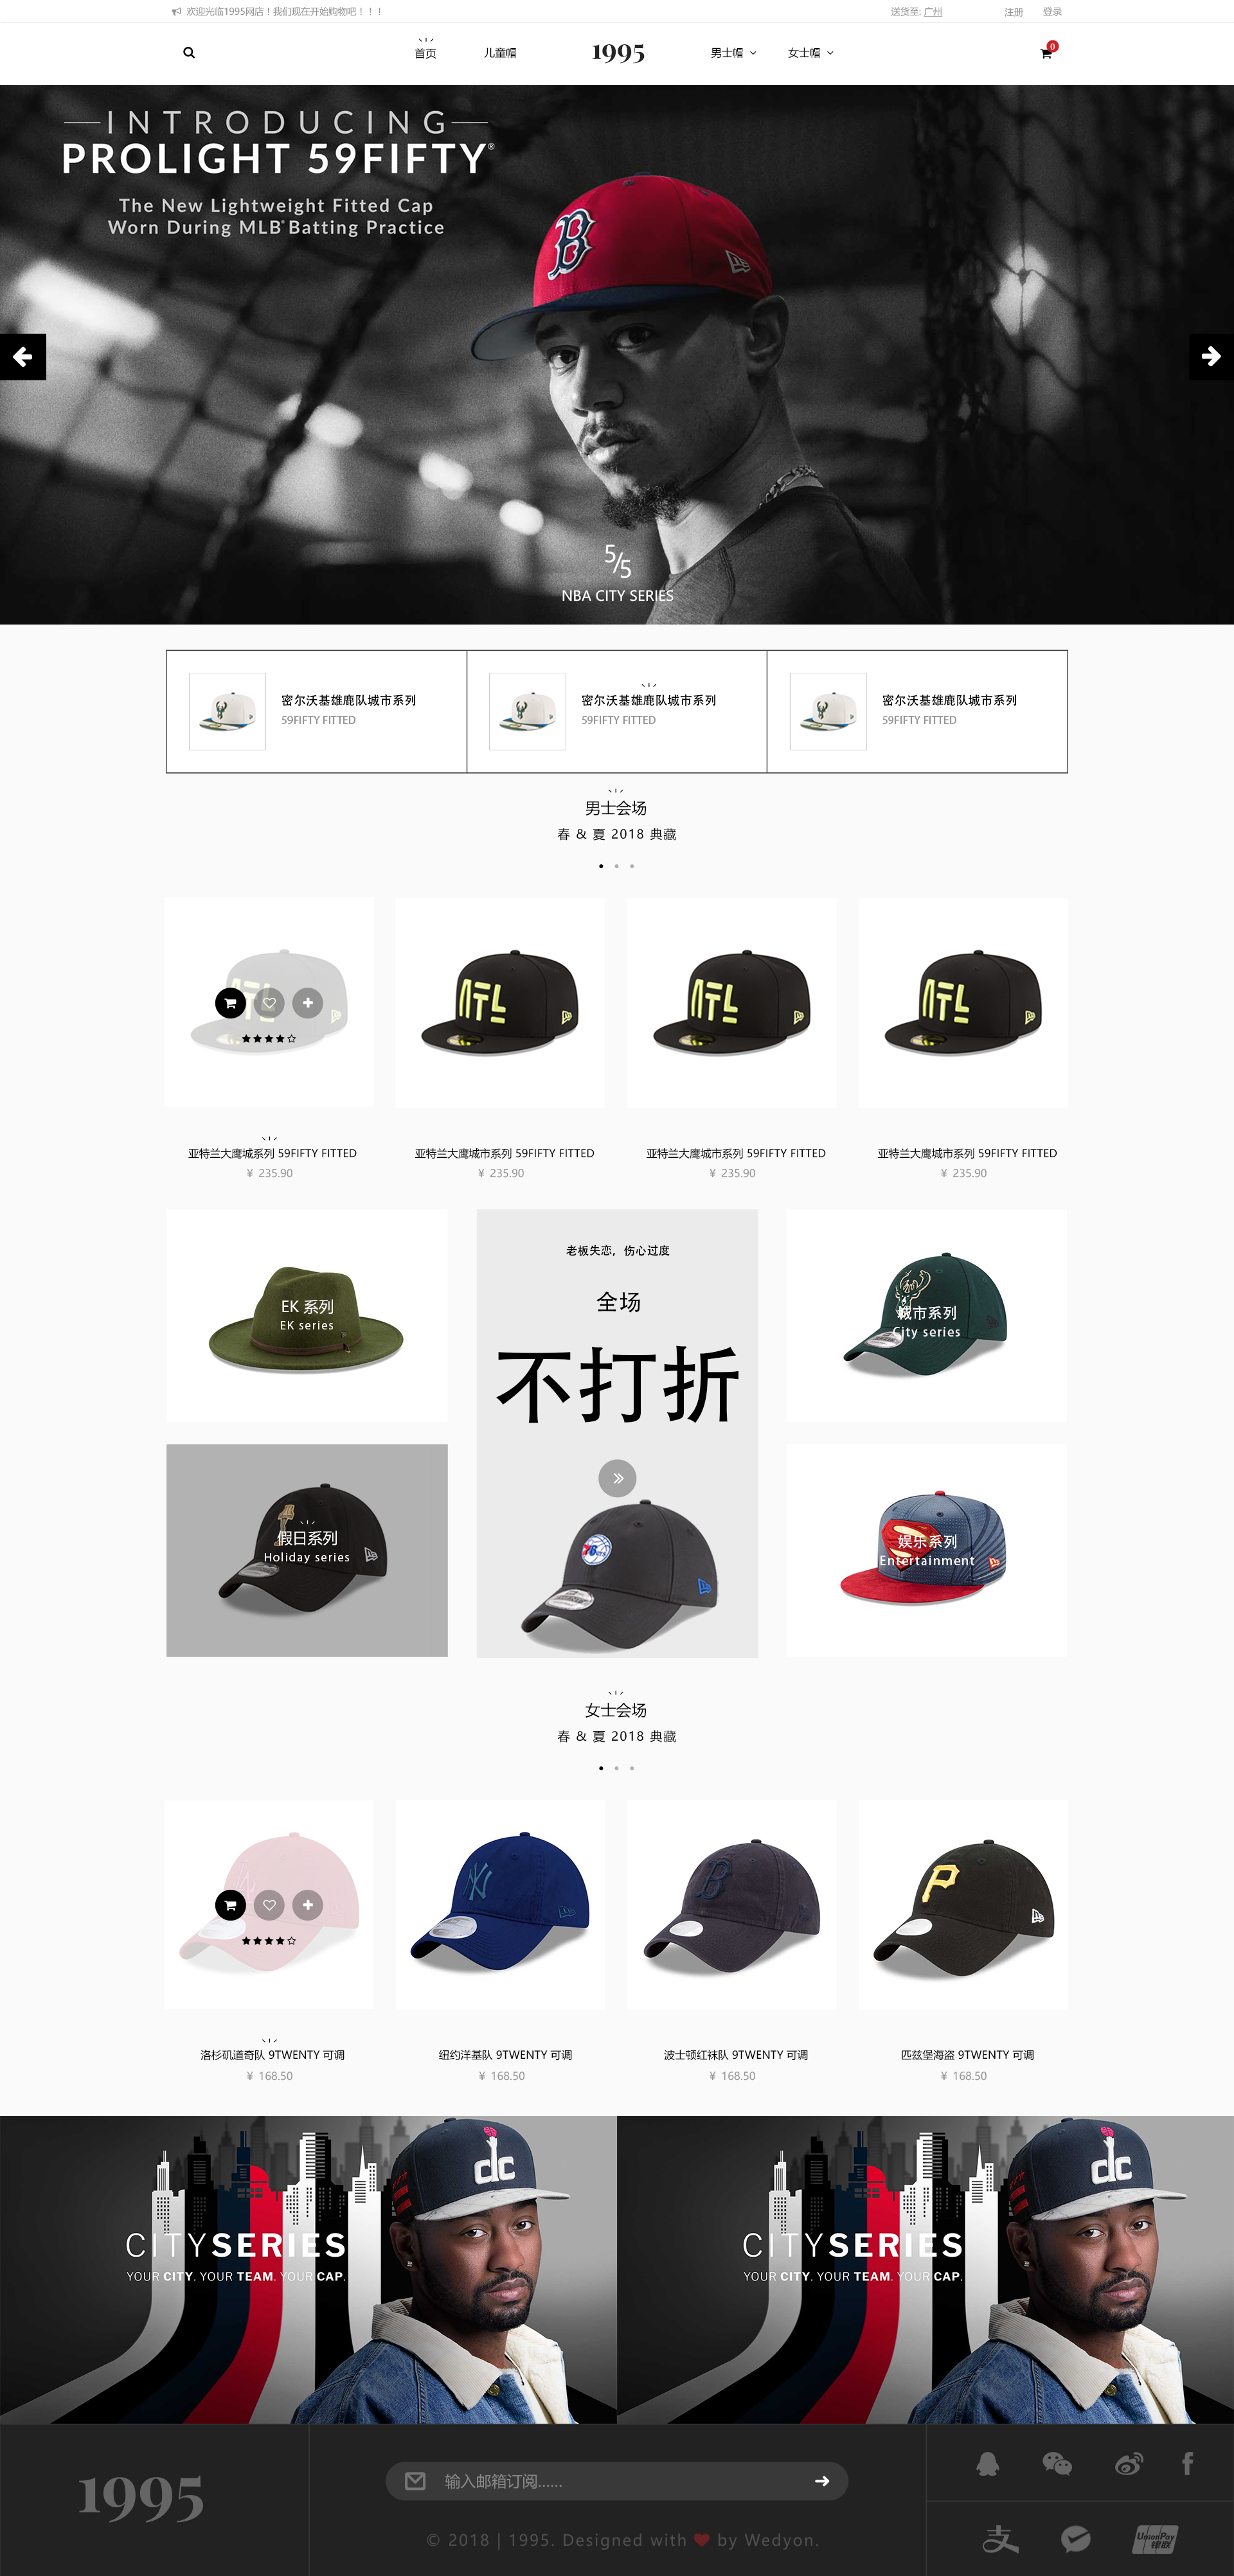 欢迎光临1995网店！我们现在开始购物吧！！！
送货至: 广州
注册
登录
首页
儿童帽
1995
男士帽
女士帽
0
INTRODUCING
PROLIGHT 59FIFTY®
The New Lightweight Fitted Cap
Worn During MLB® Batting Practice
B
5/5
NBA CITY SERIES
密尔沃基雄鹿队城市系列
59FIFTY FITTED
密尔沃基雄鹿队城市系列
59FIFTY FITTED
密尔沃基雄鹿队城市系列
59FIFTY FITTED
男士会场
春 & 夏 2018 典藏
ATL
ATL
ATL
亚特兰大鹰城系列 59FIFTY FITTED
¥ 235.90
亚特兰大鹰城市系列 59FIFTY FITTED
¥ 235.90
亚特兰大鹰城市系列 59FIFTY FITTED
¥ 235.90
亚特兰大鹰城市系列 59FIFTY FITTED
¥ 235.90
EK 系列
EK series
老板失恋，伤心过度
全场
不打折
76
城市系列
City series
假日系列
Holiday series
娱乐系列
Entertainment
女士会场
春 & 夏 2018 典藏
NY
B
P
洛杉矶道奇队 9TWENTY 可调
¥ 168.50
纽约洋基队 9TWENTY 可调
¥ 168.50
波士顿红袜队 9TWENTY 可调
¥ 168.50
匹兹堡海盗 9TWENTY 可调
¥ 168.50
dc
CITYSERIES
YOUR CITY. YOUR TEAM. YOUR CAP.
dc
CITYSERIES
YOUR CITY. YOUR TEAM. YOUR CAP.
1995
输入邮箱订阅......
© 2018 | 1995. Designed with ❤ by Wedyon.
f
支
UnionPay
银联